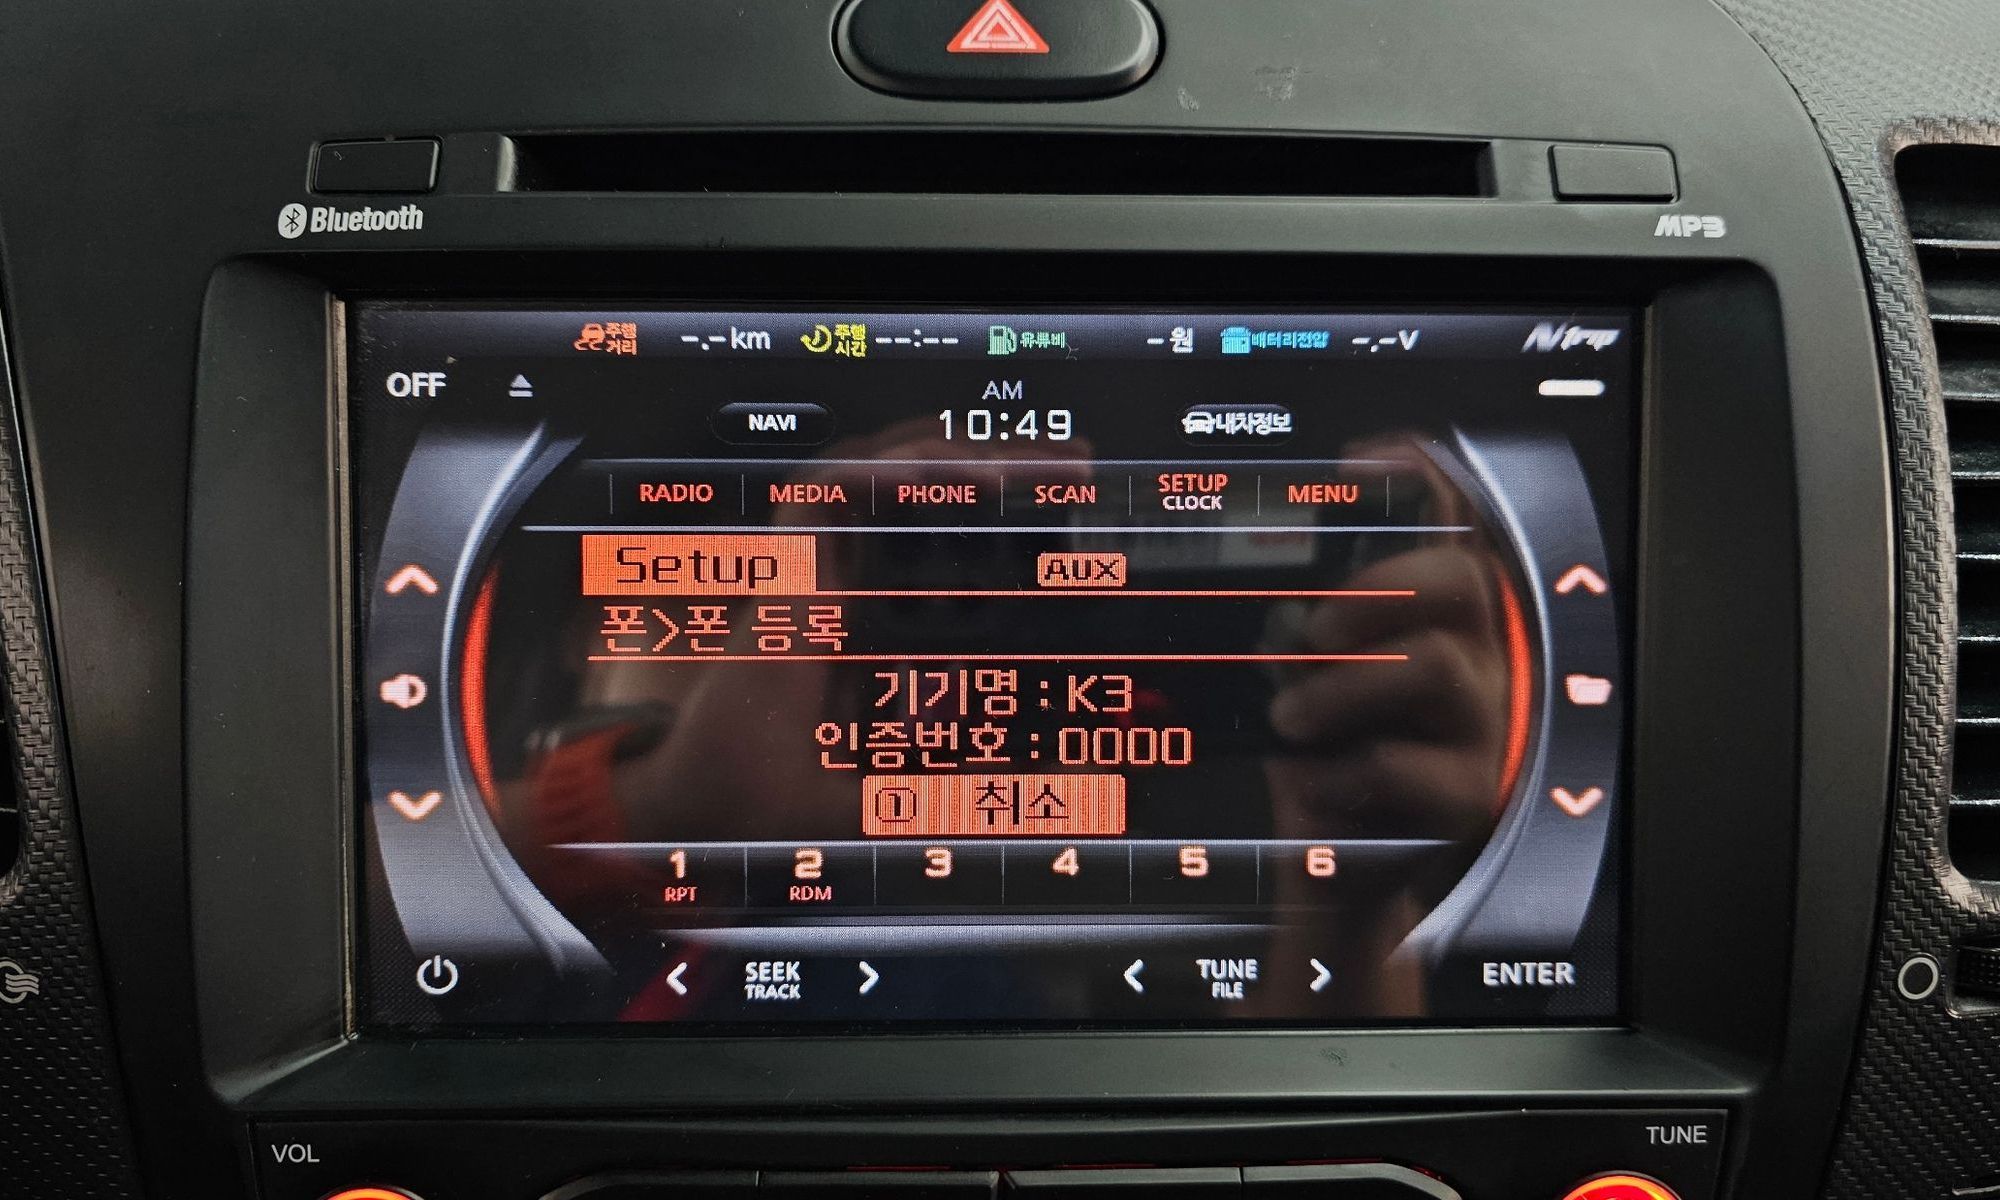 Bluetooth
MP3
주행거리 -.-km 주행시간 --:-- 유류비 -원 배터리전압 -.-V Ntrip
OFF
AM
NAVI 10:49 내차정보
RADIO MEDIA PHONE SCAN SETUP CLOCK MENU
Setup AUX
폰>폰 등록
기기명 : K3
인증번호 : 0000
① 취소
1 RPT 2 RDM 3 4 5 6
< SEEK TRACK > < TUNE FILE > ENTER
VOL TUNE